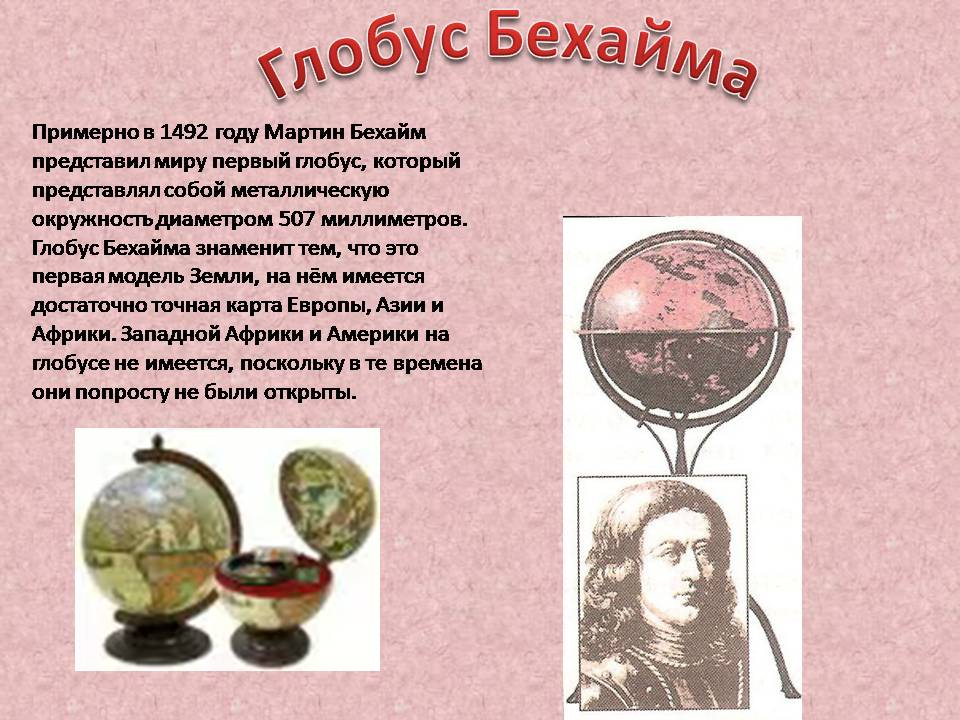 Глобус Бехайма
Примерно в 1492 году Мартин Бехайм
представил миру первый глобус, который
представлял собой металлическую
окружность диаметром 507 миллиметров.
Глобус Бехайма знаменит тем, что это
первая модель Земли, на нём имеется
достаточно точная карта Европы, Азии и
Африки. Западной Африки и Америки на
глобусе не имеется, поскольку в те времена
они попросту не были открыты.